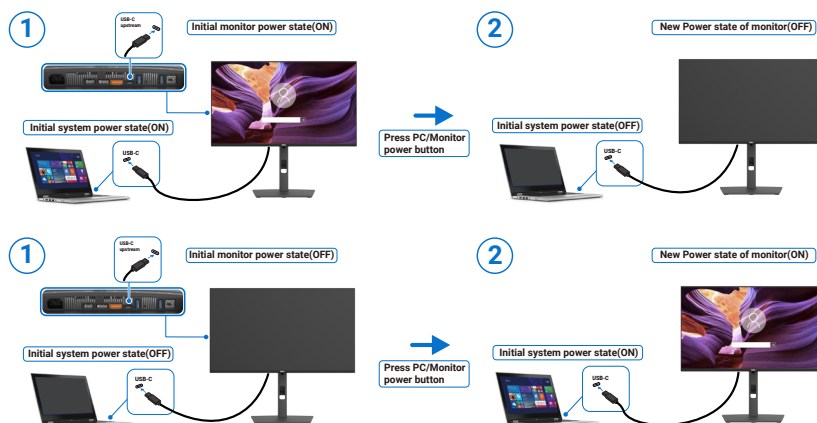 1
USB-C
upstream
Initial monitor power state(ON)
Initial system power state(ON)
USB-C
Press PC/Monitor
power button
2
New Power state of monitor(OFF)
Initial system power state(OFF)
USB-C
1
USB-C
upstream
Initial monitor power state(OFF)
Initial system power state(OFF)
USB-C
Press PC/Monitor
power button
2
New Power state of monitor(ON)
Initial system power state(ON)
USB-C